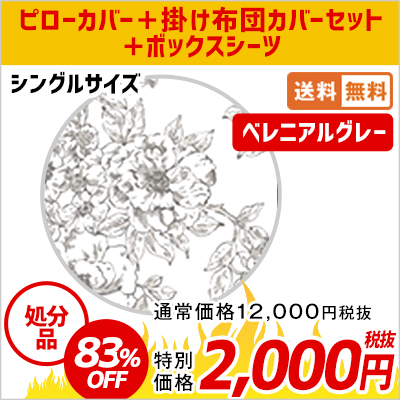 ピローカバー＋掛け布団カバーセット
＋ボックスシーツ
シングルサイズ
送料無料
ベレニアルグレー
処分
品
通常価格12,000円税抜
83%
OFF
特別
価格
2,000円
税抜